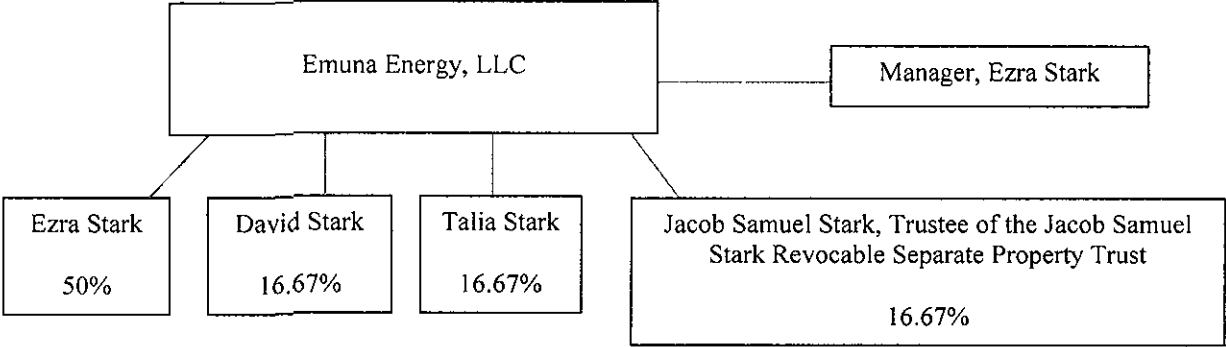 Emuna Energy, LLC
Manager, Ezra Stark
Ezra Stark
50%
David Stark
16.67%
Talia Stark
16.67%
Jacob Samuel Stark, Trustee of the Jacob Samuel
Stark Revocable Separate Property Trust
16.67%